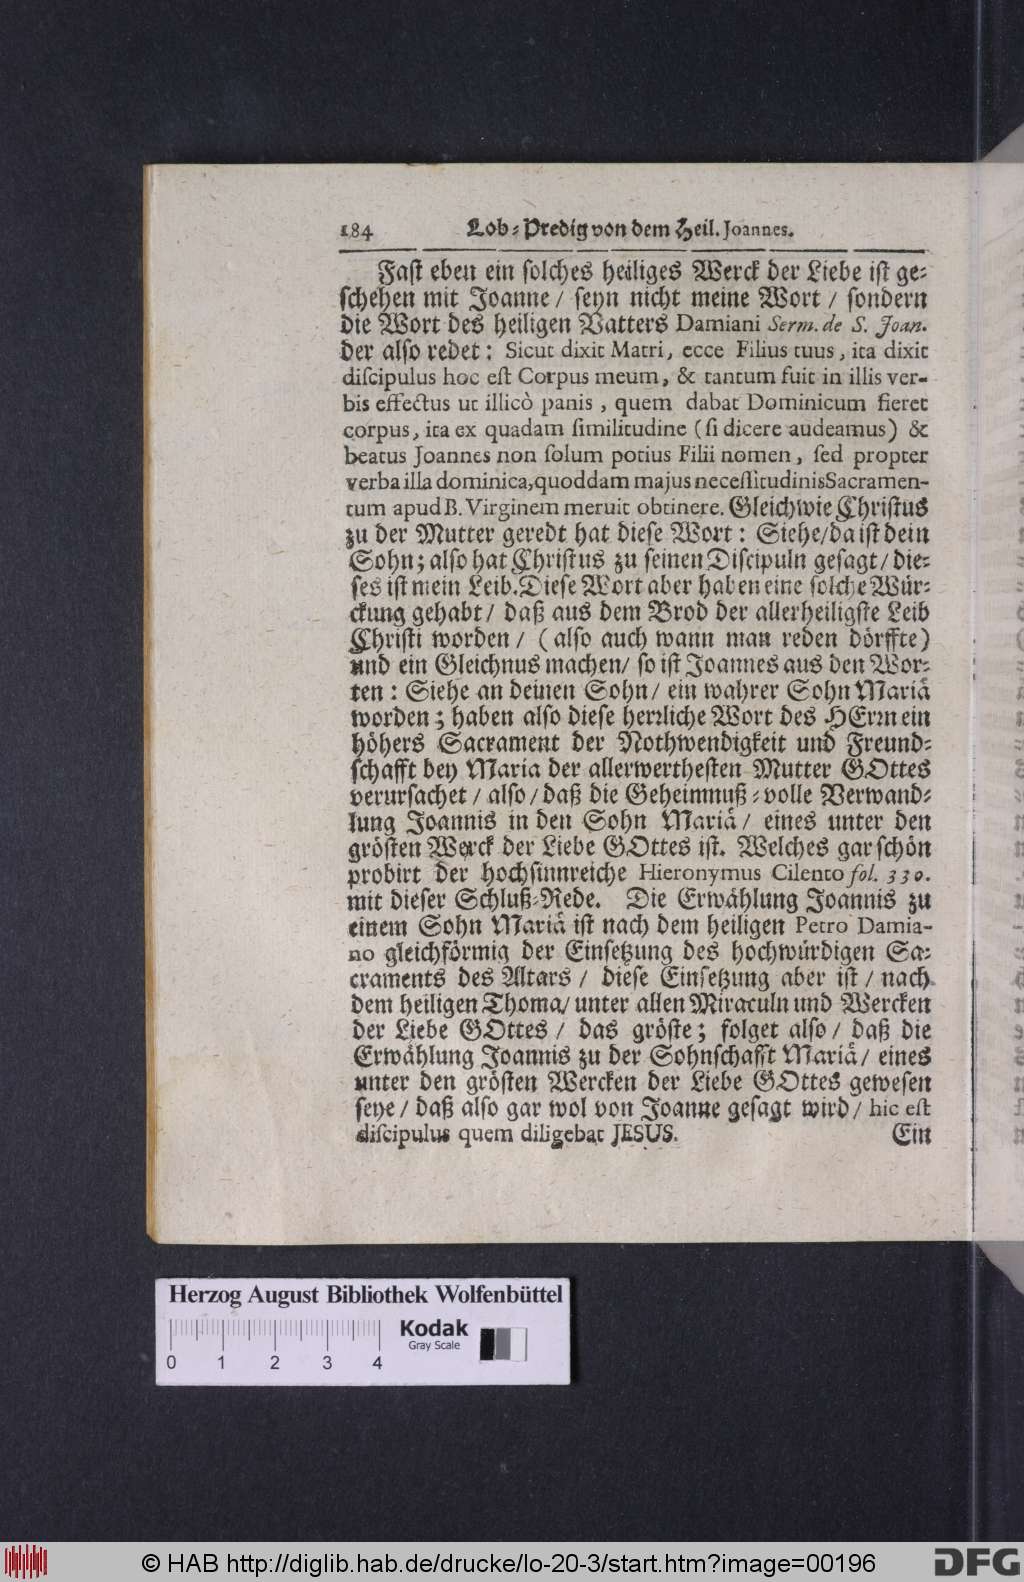 184 Lob-Predig von dem Heil. Joannes.
Fast eben ein solches heiliges Werck der Liebe ist ge-
schehen mit Joanne / seyn nicht meine Wort / sondern
die Wort des heiligen Vatters Damiani Serm. de S. Joan.
der also redet: Sicut dixit Matri, ecce Filius tuus, ita dixit
discipulus hoc est Corpus meum, & tantum fuit in illis ver-
bis effectus ut illicò panis, quem dabat Dominicum fieret
corpus, ita ex quadam similitudine (si dicere audeamus) &
beatus Joannes non solum potius Filii nomen, sed propter
verba illa dominica, quoddam majus necessitudinis Sacramen-
tum apud B. Virginem meruit obtinere. Gleichwie Christus
zu der Mutter geredt hat diese Wort: Siehe / da ist dein
Sohn; also hat Christus zu seinen Discipuln gesagt / die-
ses ist mein Leib. Diese Wort aber haben eine solche Wür-
ckung gehabt / daß aus dem Brod der allerheiligste Leib
Christi worden / (also auch wann man reden dörffte)
und ein Gleichnus machen / so ist Joannes aus den Wor-
ten: Siehe an deinen Sohn / ein wahrer Sohn Mariä
worden; haben also diese herrliche Wort des HErrn ein
höhers Sacrament der Nothwendigkeit und Freund-
schafft bey Maria der allerwerthesten Mutter GOttes
verursachet / also / daß die Geheimnuß-volle Verwand-
lung Joannis in den Sohn Mariä / eines unter den
grösten Werck der Liebe GOttes ist. Welches gar schön
probirt der hochsinnreiche Hieronymus Cilento fol. 330.
mit dieser Schluß-Rede. Die Erwählung Joannis zu
einem Sohn Mariä ist nach dem heiligen Petro Damia-
no gleichförmig der Einsetzung des hochwürdigen Sa-
craments des Altars / diese Einsetzung aber ist / nach
dem heiligen Thoma / unter allen Miraculn und Wercken
der Liebe GOttes / das gröste; folget also / daß die
Erwählung Joannis zu der Sohnschafft Mariä / eines
unter den grösten Wercken der Liebe GOttes gewesen
seye / daß also gar wol von Joanne gesagt wird / hic est
discipulus quem diligebat JESUS. Ein
Herzog August Bibliothek Wolfenbüttel
Kodak
Gray Scale
0 1 2 3 4
© HAB http://diglib.hab.de/drucke/lo-20-3/start.htm?image=00196
DFG